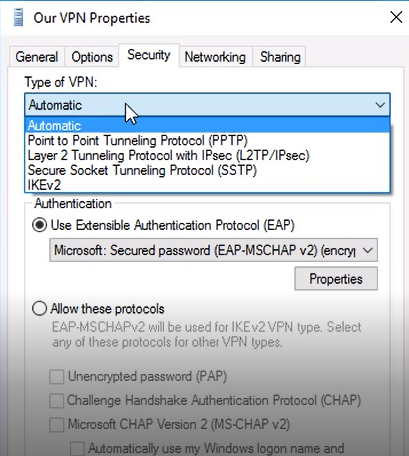 Our VPN Properties
General Options Security Networking Sharing
Type of VPN:
Automatic
Automatic
Point to Point Tunneling Protocol (PPTP)
Layer 2 Tunneling Protocol with IPsec (L2TP/IPsec)
Secure Socket Tunneling Protocol (SSTP)
IKEv2
Authentication
Use Extensible Authentication Protocol (EAP)
Microsoft: Secured password (EAP-MSCHAP v2) (encryp
Properties
Allow these protocols
EAP-MSCHAPv2 will be used for IKEv2 VPN type. Select
any of these protocols for other VPN types.
Unencrypted password (PAP)
Challenge Handshake Authentication Protocol (CHAP)
Microsoft CHAP Version 2 (MS-CHAP v2)
Automatically use my Windows logon name and